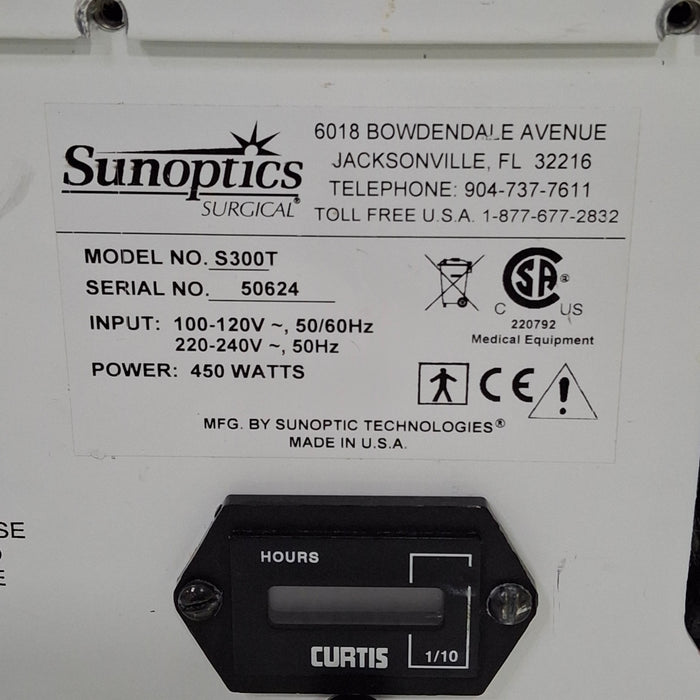 Sunoptics
SURGICAL®
6018 BOWDENDALE AVENUE
JACKSONVILLE, FL 32216
TELEPHONE: 904-737-7611
TOLL FREE U.S.A. 1-877-677-2832
MODEL NO. S300T
SERIAL NO. 50624
INPUT: 100-120V ~, 50/60Hz
220-240V ~, 50Hz
POWER: 450 WATTS
SA ®
C US
220792
Medical Equipment
CE
!
MFG. BY SUNOPTIC TECHNOLOGIES®
MADE IN U.S.A.
SE
E
HOURS
CURTIS
1/10